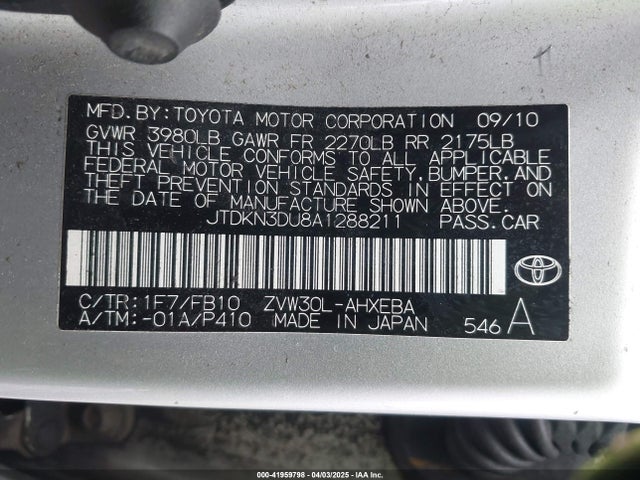 MFD. BY: TOYOTA MOTOR CORPORATION 09/10
GVWR 3980LB GAWR FR 2270LB RR 2175LB
THIS VEHICLE CONFORMS TO ALL APPLICABLE
FEDERAL MOTOR VEHICLE SAFETY, BUMPER, AND
THEFT PREVENTION STANDARDS IN EFFECT ON
THE DATE OF MANUFACTURE SHOWN ABOVE.
JTDKN3DU8A1288211 PASS. CAR
C/TR: 1F7/FB10 ZVW30L-AHXEBA
A/TM: -01A/P410 MADE IN JAPAN 546 A
000-41959798 04/03/2025 IAA Inc.